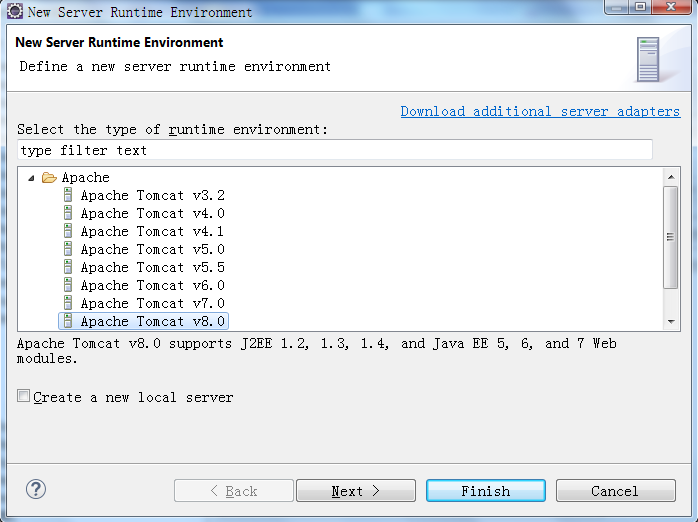 New Server Runtime Environment
New Server Runtime Environment
Define a new server runtime environment
Download additional server adapters
Select the type of runtime environment:
type filter text
Apache
Apache Tomcat v3.2
Apache Tomcat v4.0
Apache Tomcat v4.1
Apache Tomcat v5.0
Apache Tomcat v5.5
Apache Tomcat v6.0
Apache Tomcat v7.0
Apache Tomcat v8.0
Apache Tomcat v8.0 supports J2EE 1.2, 1.3, 1.4, and Java EE 5, 6, and 7 Web
modules.
Create a new local server
? < Back Next > Finish Cancel